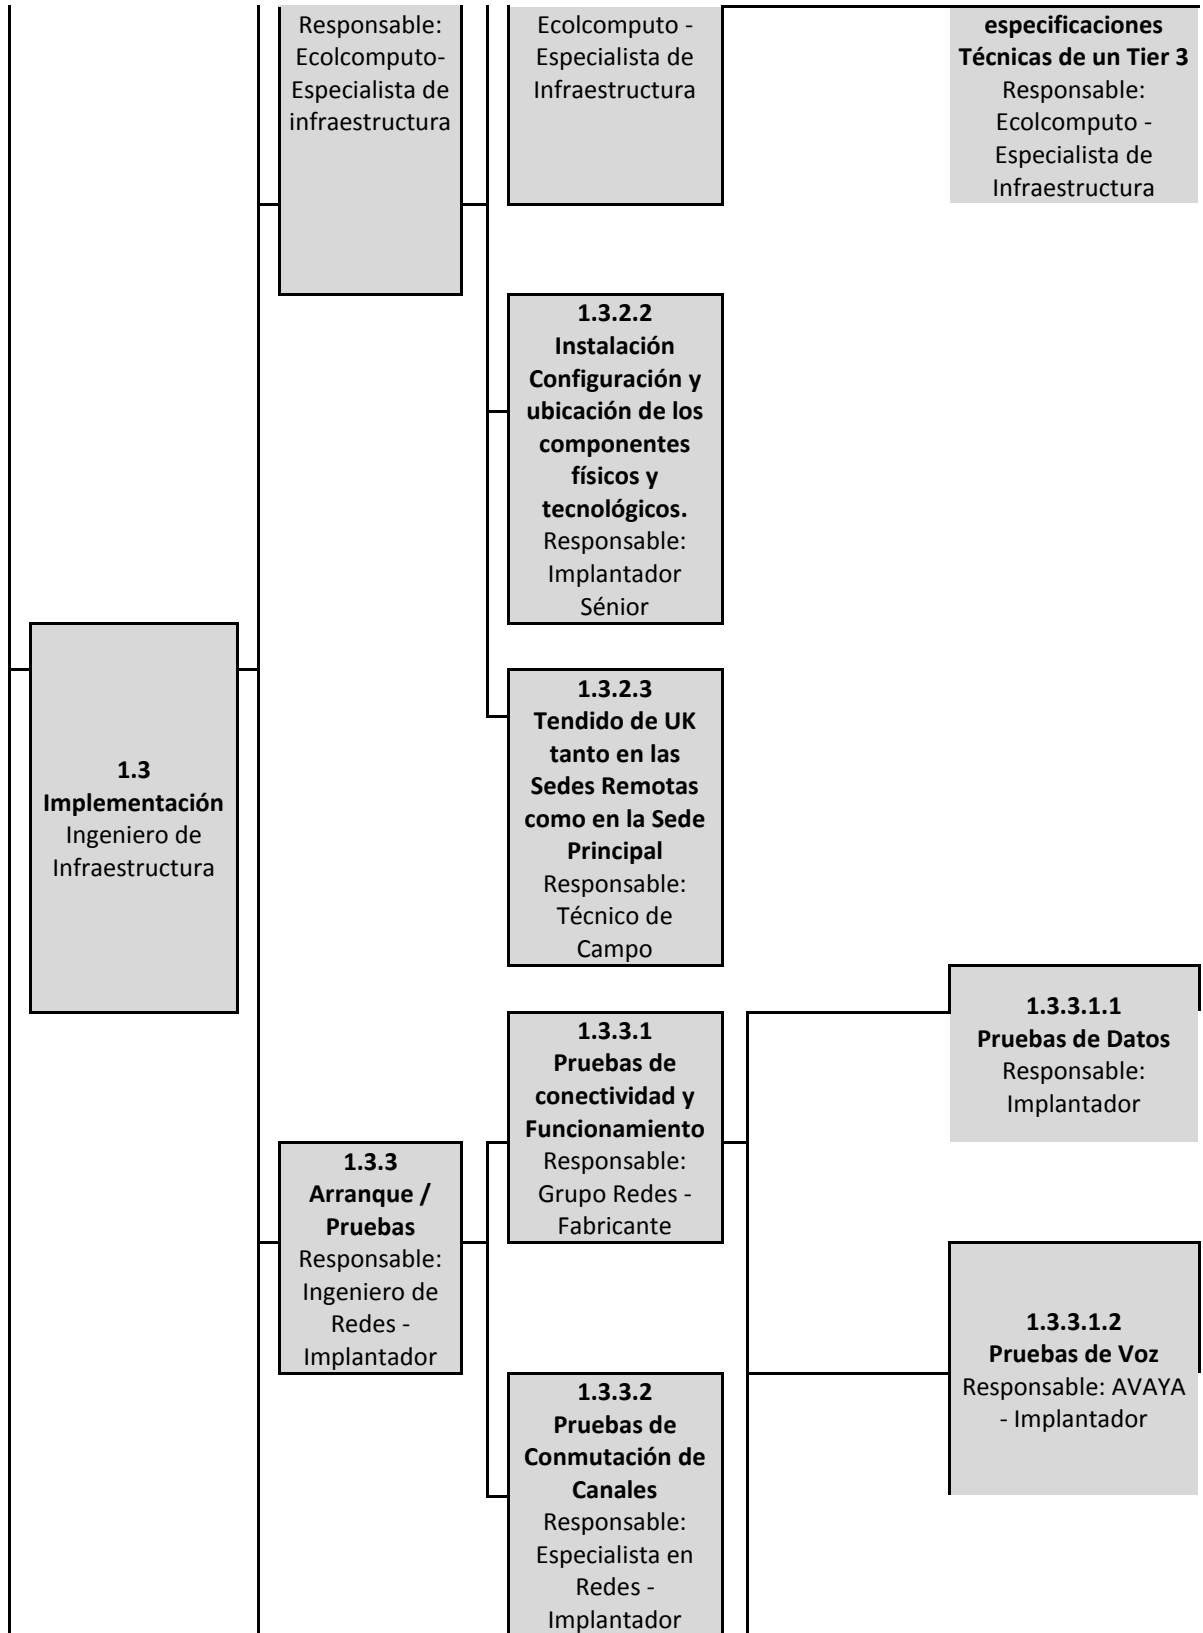 Responsable:
Ecolcomputo-
Especialista de
infraestructura
Ecolcomputo -
Especialista de
Infraestructura
especificaciones
Técnicas de un Tier 3
Responsable:
Ecolcomputo -
Especialista de
Infraestructura
1.3.2.2
Instalación
Configuración y
ubicación de los
componentes
físicos y
tecnológicos.
Responsable:
Implantador
Sénior
1.3
Implementación
Ingeniero de
Infraestructura
1.3.2.3
Tendido de UK
tanto en las
Sedes Remotas
como en la Sede
Principal
Responsable:
Técnico de
Campo
1.3.3
Arranque /
Pruebas
Responsable:
Ingeniero de
Redes -
Implantador
1.3.3.1
Pruebas de
conectividad y
Funcionamiento
Responsable:
Grupo Redes -
Fabricante
1.3.3.1.1
Pruebas de Datos
Responsable:
Implantador
1.3.3.1.2
Pruebas de Voz
Responsable: AVAYA
- Implantador
1.3.3.2
Pruebas de
Conmutación de
Canales
Responsable:
Especialista en
Redes -
Implantador